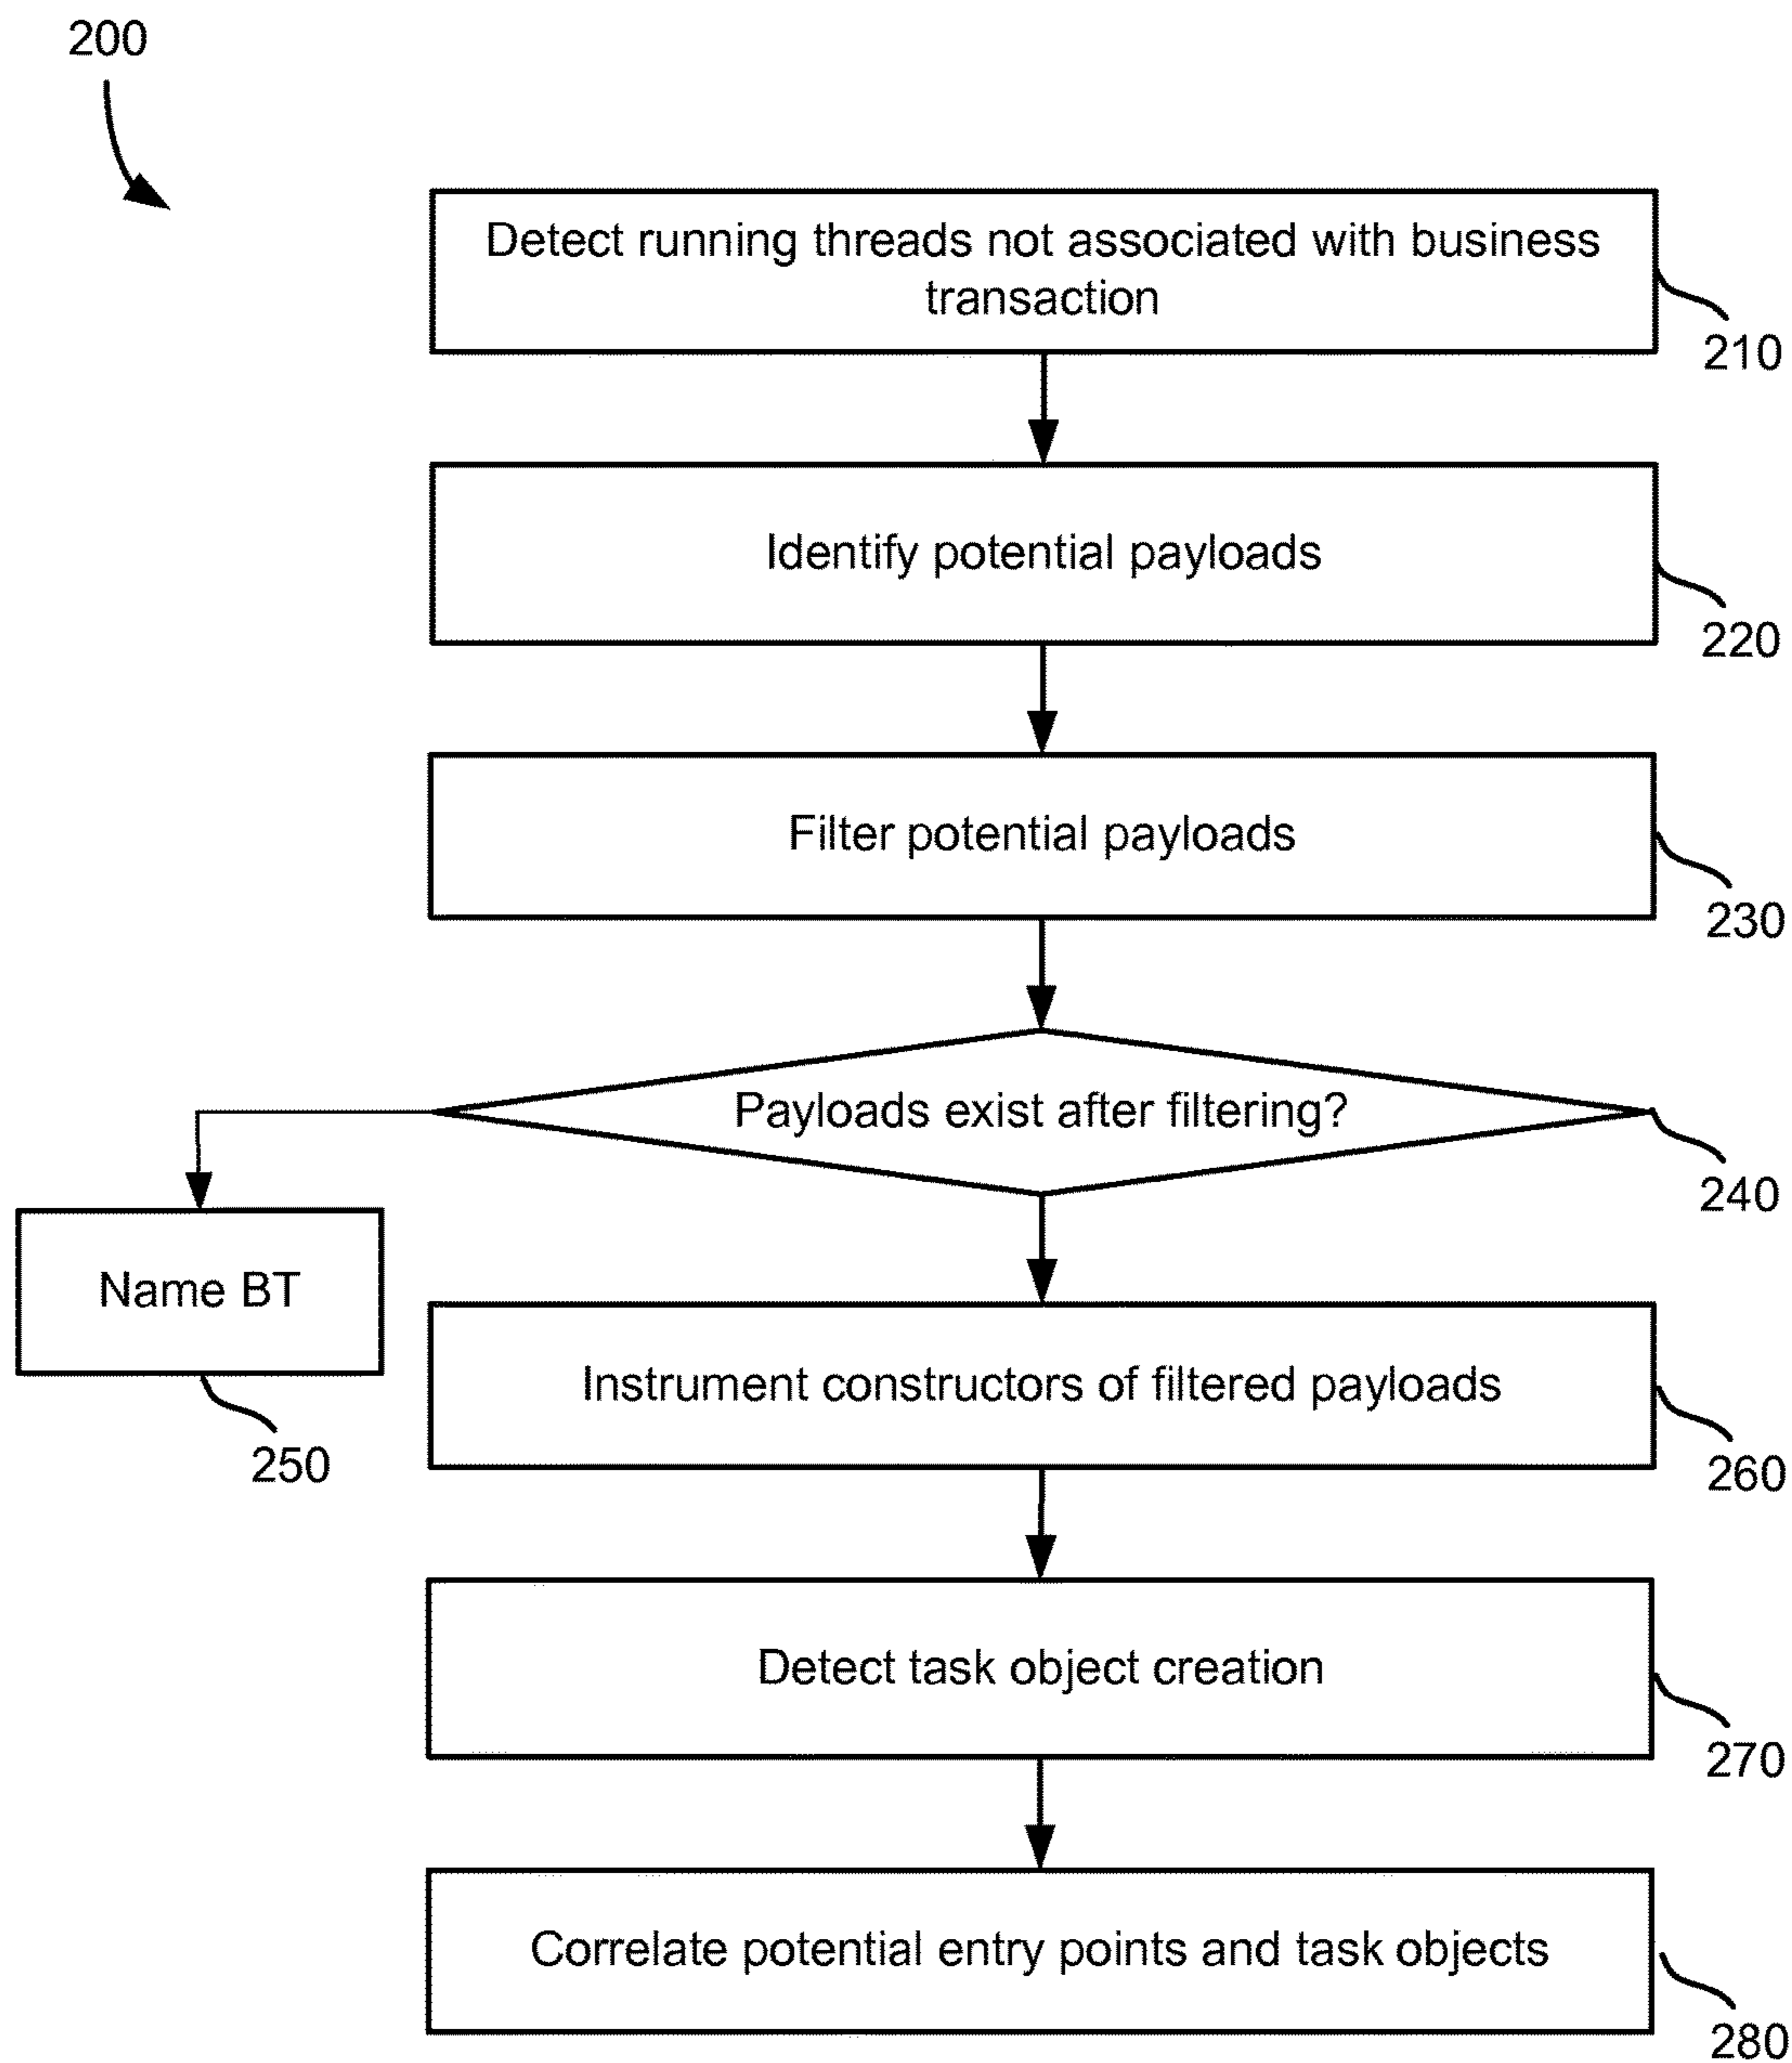 200
Detect running threads not associated with business
transaction
210
Identify potential payloads
220
Filter potential payloads
230
Payloads exist after filtering?
240
Name BT
250
Instrument constructors of filtered payloads
260
Detect task object creation
270
Correlate potential entry points and task objects
280